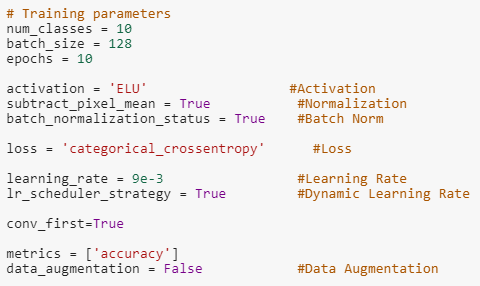 # Training parameters
num_classes = 10
batch_size = 128
epochs = 10
activation = 'ELU' #Activation
subtract_pixel_mean = True #Normalization
batch_normalization_status = True #Batch Norm
loss = 'categorical_crossentropy' #Loss
learning_rate = 9e-3 #Learning Rate
lr_scheduler_strategy = True #Dynamic Learning Rate
conv_first=True
metrics = ['accuracy']
data_augmentation = False #Data Augmentation